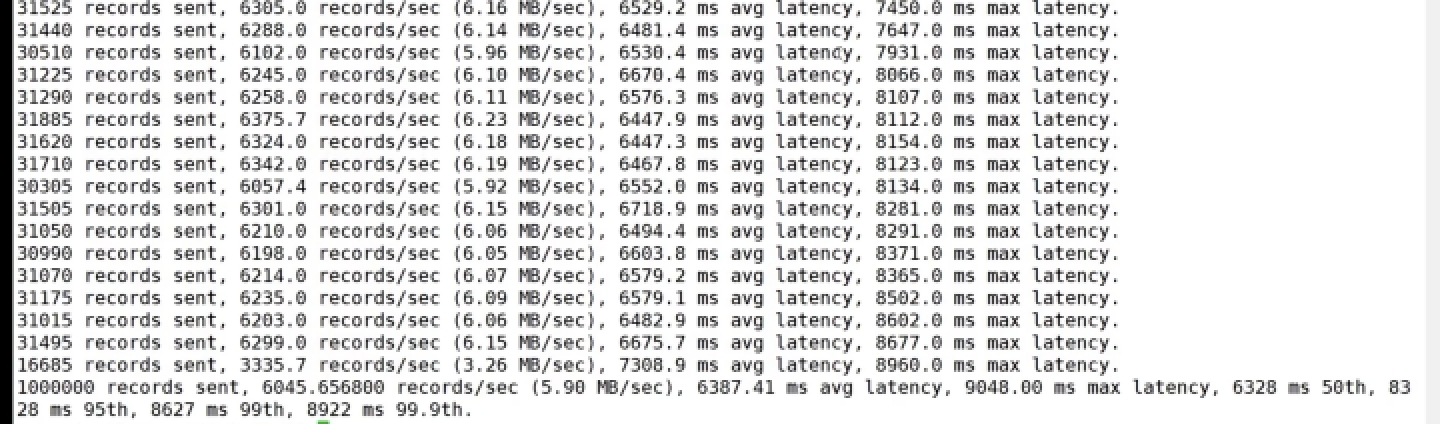 31525 records sent, 6305.0 records/sec (6.16 MB/sec), 6529.2 ms avg latency, 7450.0 ms max latency.
31440 records sent, 6288.0 records/sec (6.14 MB/sec), 6481.4 ms avg latency, 7647.0 ms max latency.
30510 records sent, 6102.0 records/sec (5.96 MB/sec), 6530.4 ms avg latency, 7931.0 ms max latency.
31225 records sent, 6245.0 records/sec (6.10 MB/sec), 6670.4 ms avg latency, 8066.0 ms max latency.
31290 records sent, 6258.0 records/sec (6.11 MB/sec), 6576.3 ms avg latency, 8107.0 ms max latency.
31885 records sent, 6375.7 records/sec (6.23 MB/sec), 6447.9 ms avg latency, 8112.0 ms max latency.
31620 records sent, 6324.0 records/sec (6.18 MB/sec), 6447.3 ms avg latency, 8154.0 ms max latency.
31710 records sent, 6342.0 records/sec (6.19 MB/sec), 6467.8 ms avg latency, 8123.0 ms max latency.
30305 records sent, 6057.4 records/sec (5.92 MB/sec), 6552.0 ms avg latency, 8134.0 ms max latency.
31505 records sent, 6301.0 records/sec (6.15 MB/sec), 6718.9 ms avg latency, 8281.0 ms max latency.
31050 records sent, 6210.0 records/sec (6.06 MB/sec), 6494.4 ms avg latency, 8291.0 ms max latency.
30990 records sent, 6198.0 records/sec (6.05 MB/sec), 6603.8 ms avg latency, 8371.0 ms max latency.
31070 records sent, 6214.0 records/sec (6.07 MB/sec), 6579.2 ms avg latency, 8365.0 ms max latency.
31175 records sent, 6235.0 records/sec (6.09 MB/sec), 6579.1 ms avg latency, 8502.0 ms max latency.
31015 records sent, 6203.0 records/sec (6.06 MB/sec), 6482.9 ms avg latency, 8602.0 ms max latency.
31495 records sent, 6299.0 records/sec (6.15 MB/sec), 6675.7 ms avg latency, 8677.0 ms max latency.
16685 records sent, 3335.7 records/sec (3.26 MB/sec), 7308.9 ms avg latency, 8960.0 ms max latency.
1000000 records sent, 6045.656800 records/sec (5.90 MB/sec), 6387.41 ms avg latency, 9048.00 ms max latency, 6328 ms 50th, 83
28 ms 95th, 8627 ms 99th, 8922 ms 99.9th.